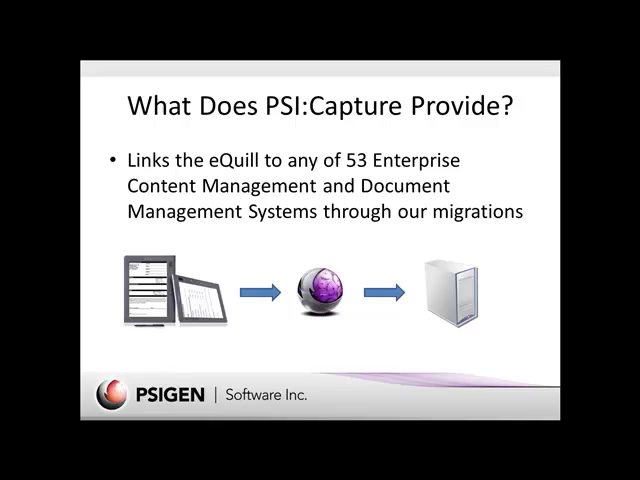 What Does PSI:Capture Provide?
• Links the eQuill to any of 53 Enterprise
Content Management and Document
Management Systems through our migrations
PSIGEN | Software Inc.